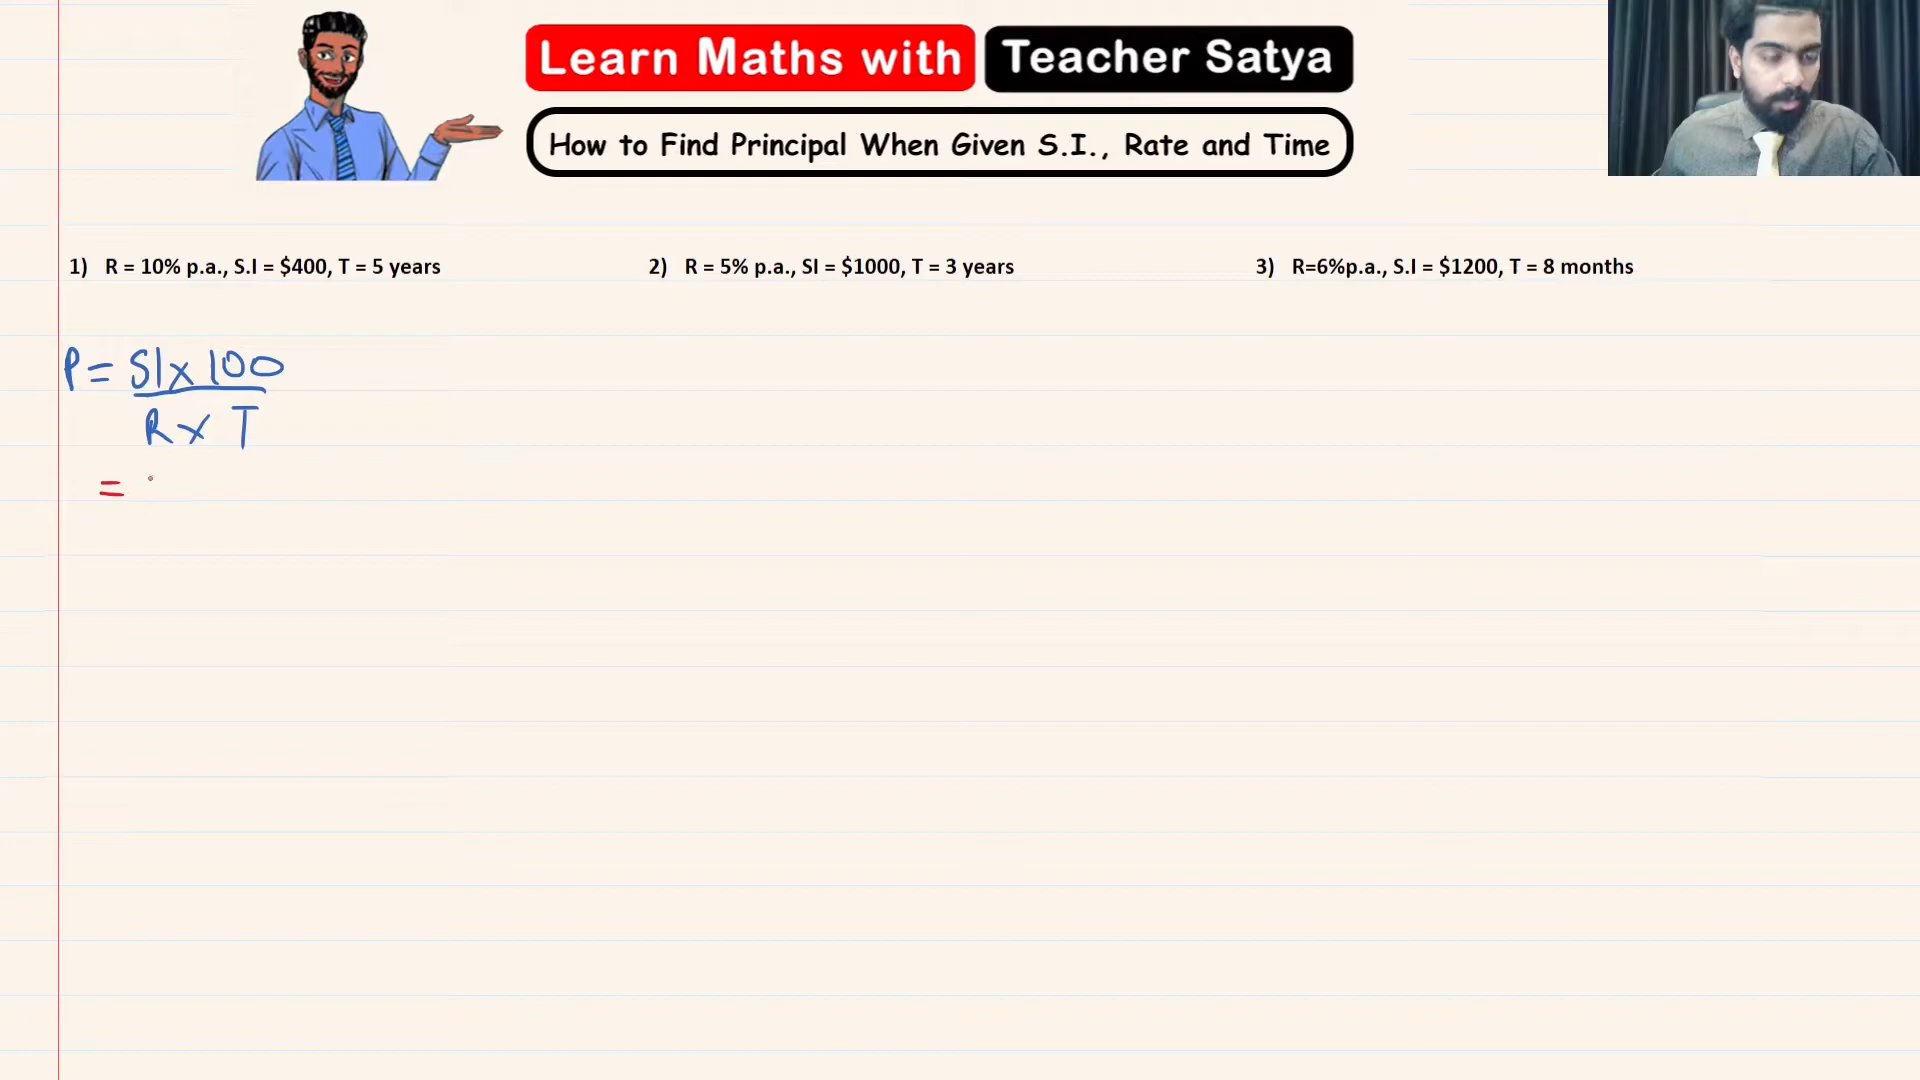 Learn Maths with Teacher Satya
How to Find Principal When Given S.I., Rate and Time
1) R = 10% p.a., S.I = $400, T = 5 years
2) R = 5% p.a., SI = $1000, T = 3 years
3) R=6%p.a., S.I = $1200, T = 8 months
P = SI x 100
R x T
=